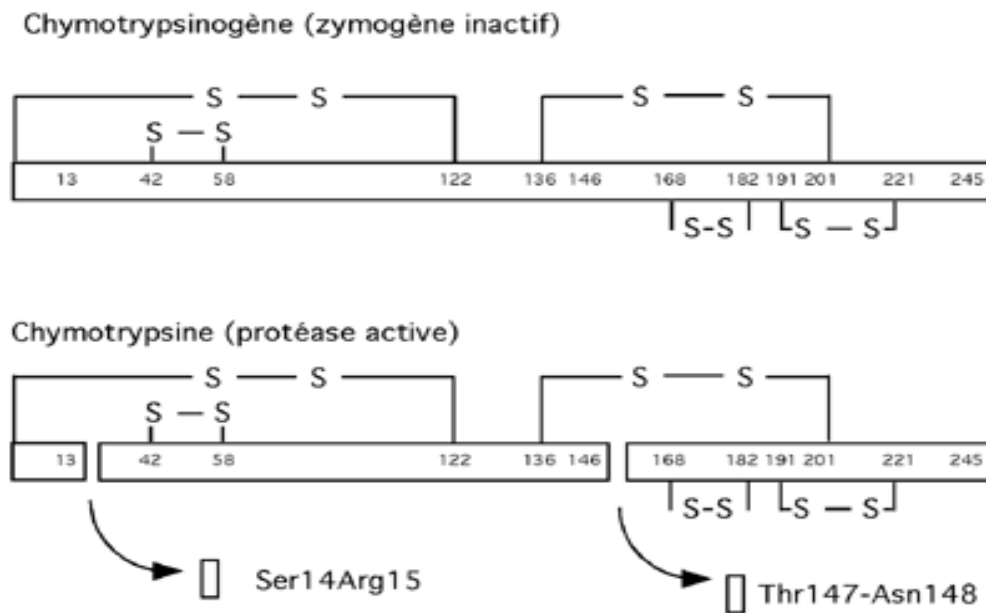 Chymotrypsinogène (zymogène inactif)
S — S S — S
S — S
13 42 58 122 136 146 168 182 191 201 221 245
S-S S — S
Chymotrypsine (protéase active)
S — S S — S
S — S
13 42 58 122 136 146 168 182 191 201 221 245
S-S S — S
Ser14Arg15 Thr147-Asn148